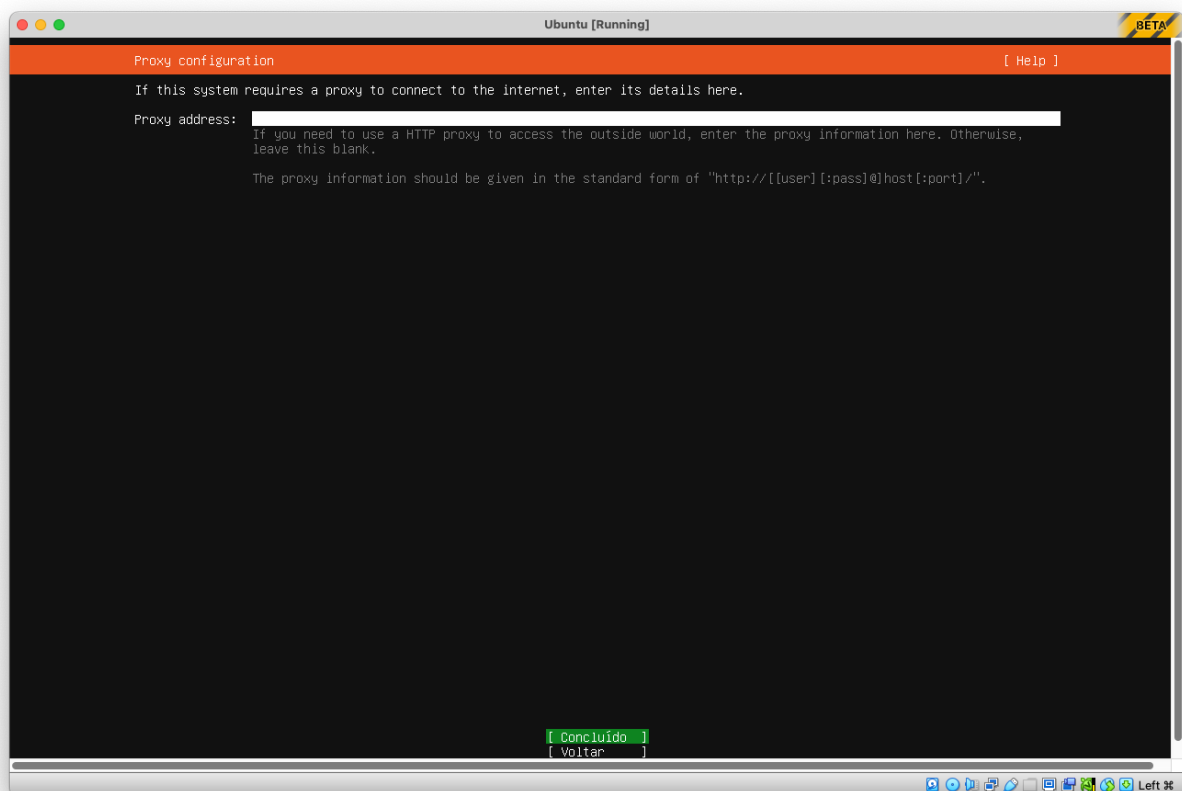 Ubuntu [Running]
BETA
Proxy configuration [ Help ]
If this system requires a proxy to connect to the internet, enter its details here.
Proxy address:
If you need to use a HTTP proxy to access the outside world, enter the proxy information here. Otherwise,
leave this blank.
The proxy information should be given in the standard form of "http://[[user][:pass]@]host[:port]/".
[ Concluído ]
[ Voltar ]
Left ⌘